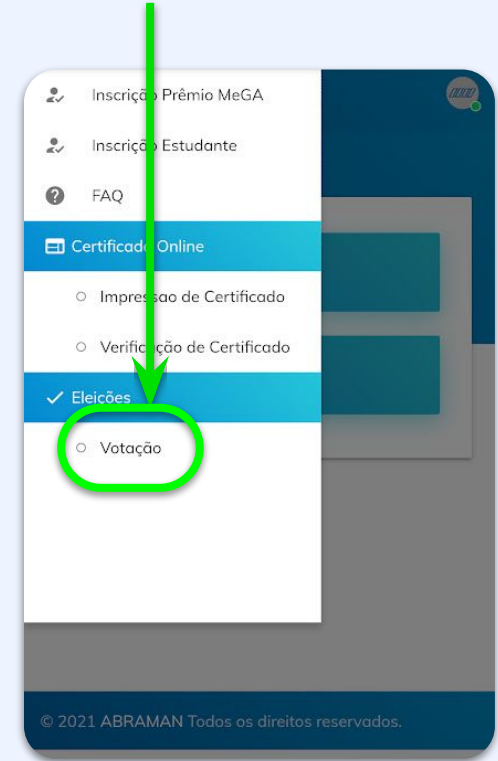 Inscrição Prêmio MeGA
Inscrição Estudante
FAQ
Certificado Online
Impressao de Certificado
Verificação de Certificado
Eleições
Votação
© 2021 ABRAMAN Todos os direitos reservados.